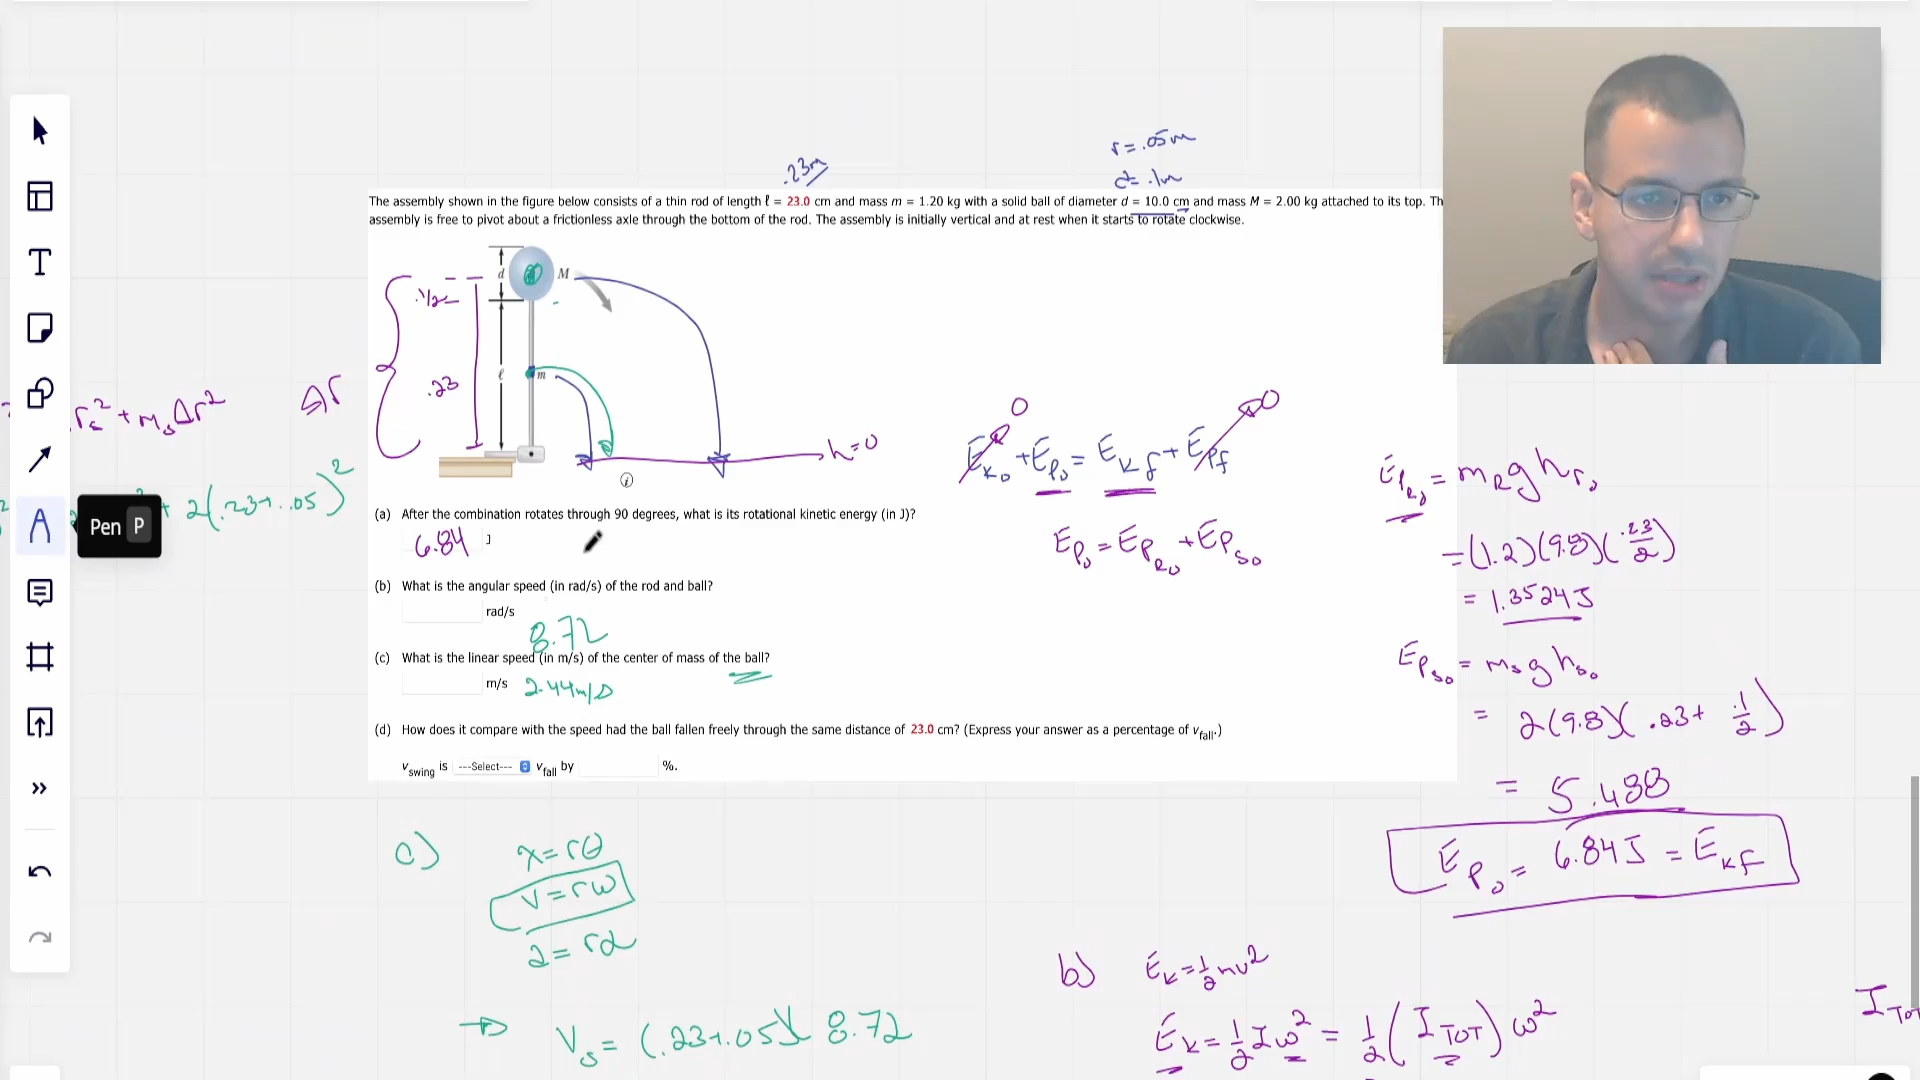 r = .05m
.23m
d = .1m
The assembly shown in the figure below consists of a thin rod of length ℓ = 23.0 cm and mass m = 1.20 kg with a solid ball of diameter d = 10.0 cm and mass M = 2.00 kg attached to its top. Th
assembly is free to pivot about a frictionless axle through the bottom of the rod. The assembly is initially vertical and at rest when it starts to rotate clockwise.
d
M
.1/2
ℓ
m
.23
h=0
i
Δr
r_s² + m_s Δr²
+ 2(.23+.05)²
Pen P
0
0
E_k₀ + E_p₀ = E_kf + E_pf
E_p₀ = E_pR₀ + E_ps₀
E_pR₀ = m_R g h_r₀
= (1.2)(9.8)(.23/2)
= 1.3524J
E_ps₀ = m_s g h_s₀
= 2(9.8)(.23+ .1/2)
= 5.488
E_p₀ = 6.84J = E_kf
(a) After the combination rotates through 90 degrees, what is its rotational kinetic energy (in J)?
6.84 J
(b) What is the angular speed (in rad/s) of the rod and ball?
rad/s
8.72
(c) What is the linear speed (in m/s) of the center of mass of the ball?
m/s 2.44m/s
(d) How does it compare with the speed had the ball fallen freely through the same distance of 23.0 cm? (Express your answer as a percentage of v_fall.)
v_swing is ---Select--- v_fall by %.
c) x=rθ
v=rω
a=rα
→ V_s = (.23+.05)( 8.72
b) E_k = ½mv²
E_k = ½Iω² = ½(I_TOT)ω²
I_TOT